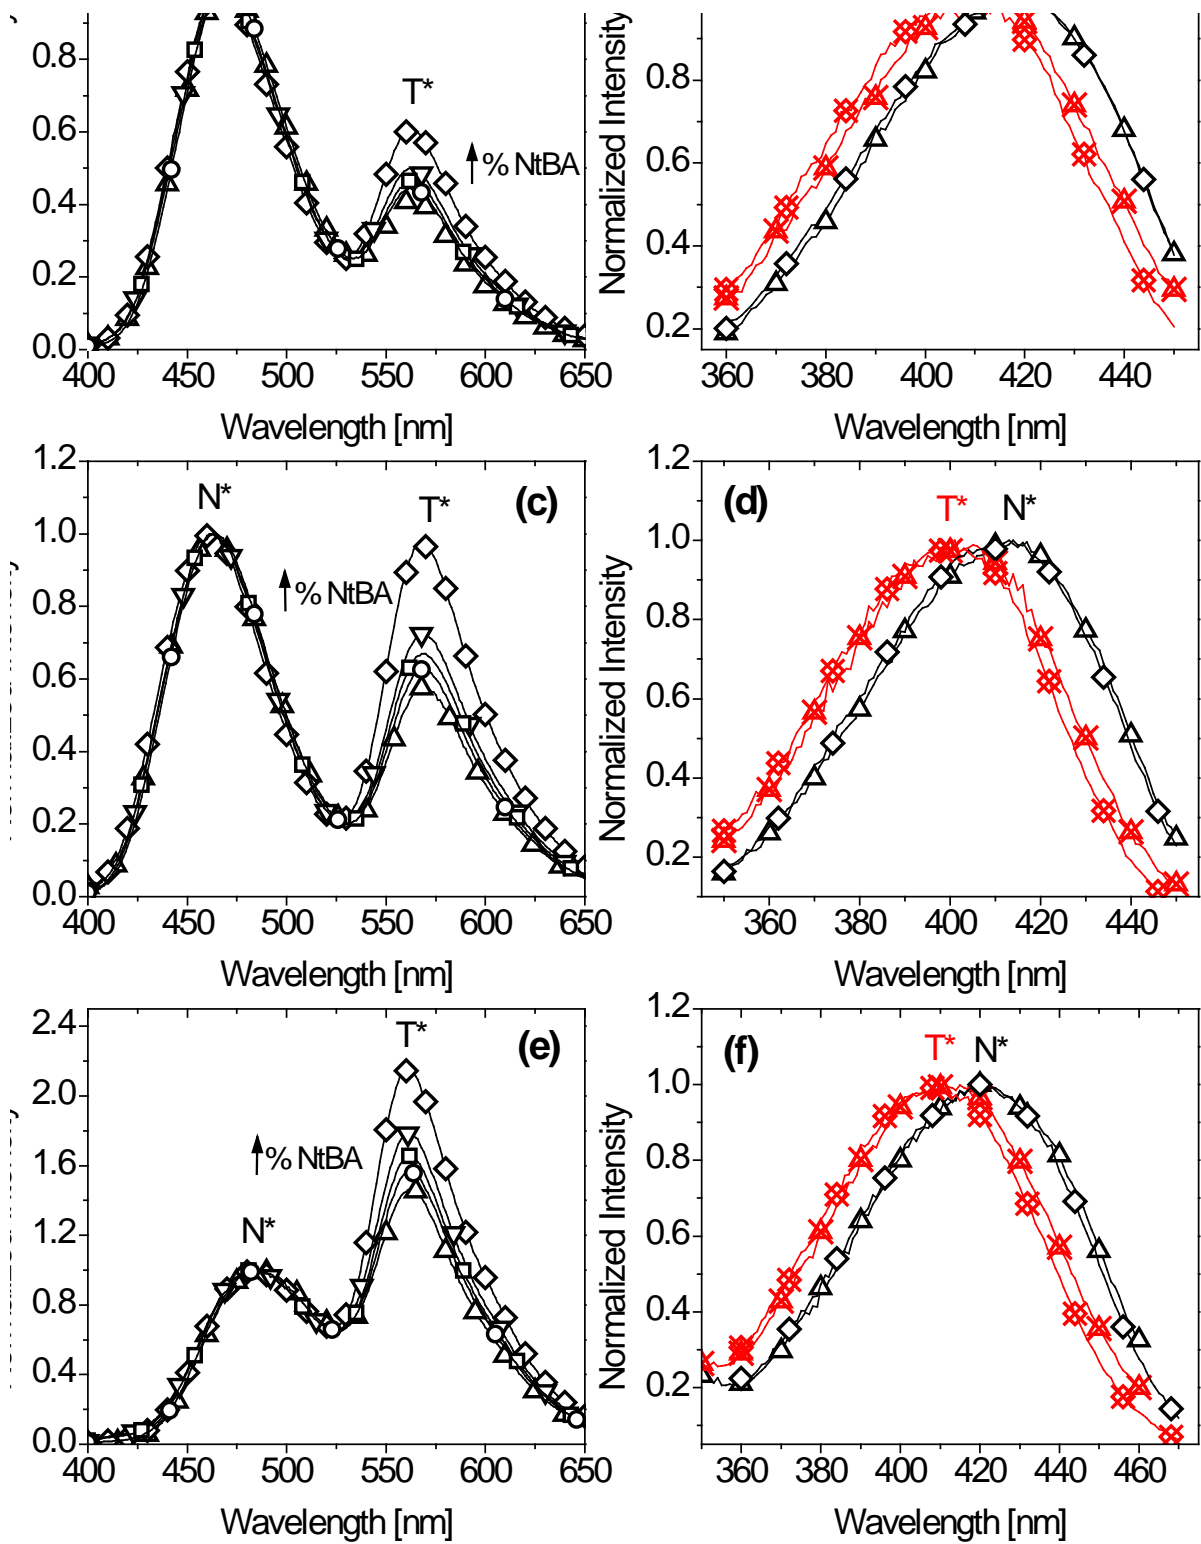 0.8
0.6
0.4
0.2
0.0
T*
% NtBA
400 450 500 550 600 650
Wavelength [nm]
Normalized Intensity
0.8
0.6
0.4
0.2
360 380 400 420 440
Wavelength [nm]
1.2
1.0
0.8
0.6
0.4
0.2
0.0
N*
T*
(c)
% NtBA
400 450 500 550 600 650
Wavelength [nm]
Normalized Intensity
1.2
1.0
0.8
0.6
0.4
0.2
(d)
T* N*
360 380 400 420 440
Wavelength [nm]
2.4
2.0
1.6
1.2
0.8
0.4
0.0
T*
(e)
% NtBA
N*
400 450 500 550 600 650
Wavelength [nm]
Normalized Intensity
1.2
1.0
0.8
0.6
0.4
0.2
(f)
T* N*
360 380 400 420 440 460
Wavelength [nm]